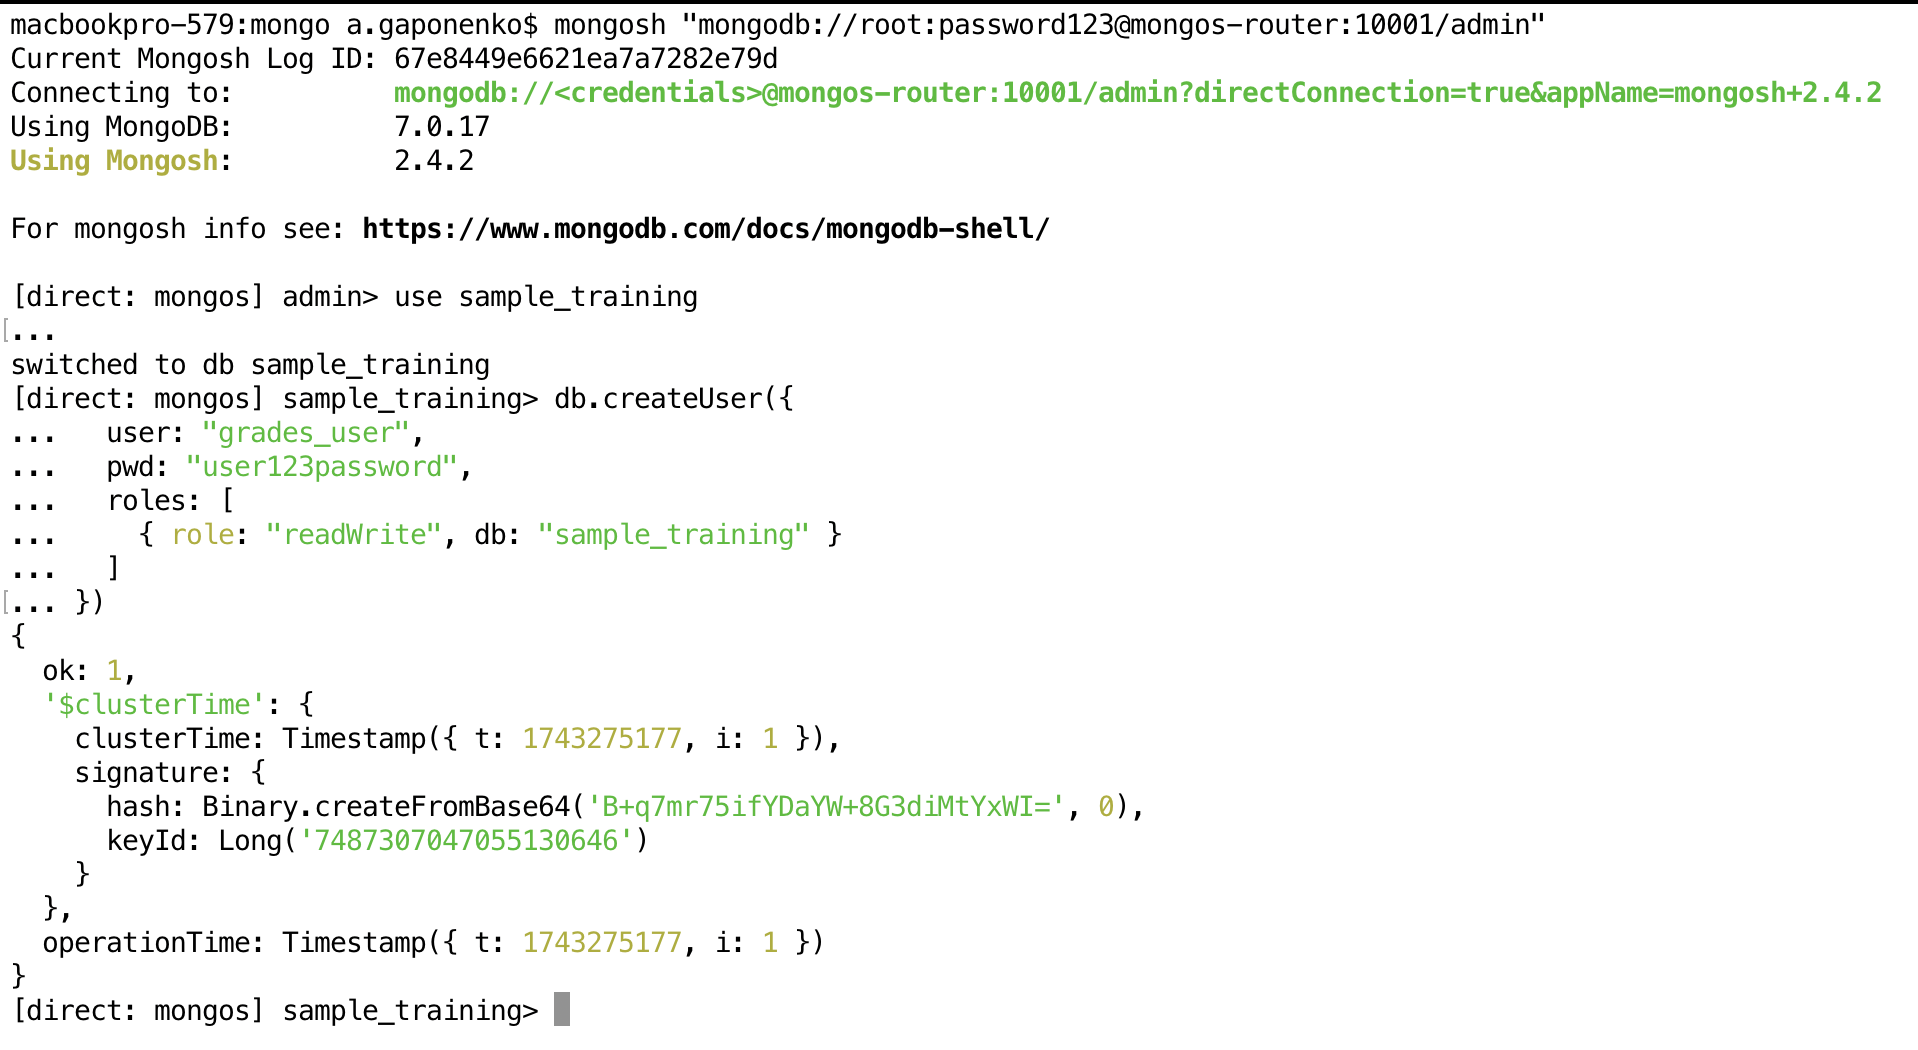 macbookpro-579:mongo a.gaponenko$ mongosh "mongodb://root:password123@mongos-router:10001/admin"
Current Mongosh Log ID: 67e8449e6621ea7a7282e79d
Connecting to:          mongodb://<credentials>@mongos-router:10001/admin?directConnection=true&appName=mongosh+2.4.2
Using MongoDB:          7.0.17
Using Mongosh:          2.4.2

For mongosh info see: https://www.mongodb.com/docs/mongodb-shell/

[direct: mongos] admin> use sample_training
[...
switched to db sample_training
[direct: mongos] sample_training> db.createUser({
...   user: "grades_user",
...   pwd: "user123password",
...   roles: [
...     { role: "readWrite", db: "sample_training" }
...   ]
[... })
{
  ok: 1,
  '$clusterTime': {
    clusterTime: Timestamp({ t: 1743275177, i: 1 }),
    signature: {
      hash: Binary.createFromBase64('B+q7mr75ifYDaYW+8G3diMtYxWI=', 0),
      keyId: Long('7487307047055130646')
    }
  },
  operationTime: Timestamp({ t: 1743275177, i: 1 })
}
[direct: mongos] sample_training>